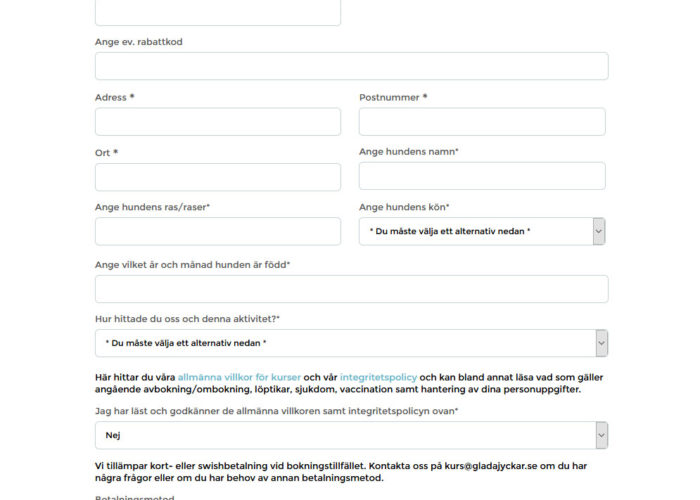 Ange ev. rabattkod
Adress *
Postnummer *
Ort *
Ange hundens namn*
Ange hundens ras/raser*
Ange hundens kön*
* Du måste välja ett alternativ nedan *
Ange vilket år och månad hunden är född*
Hur hittade du oss och denna aktivitet?*
* Du måste välja ett alternativ nedan *
Här hittar du våra allmänna villkor för kurser och vår integritetspolicy och kan bland annat läsa vad som gäller
angående avbokning/ombokning, löptikar, sjukdom, vaccination samt hantering av dina personuppgifter.
Jag har läst och godkänner de allmänna villkoren samt integritetspolicyn ovan*
Nej
Vi tillämpar kort- eller swishbetalning vid bokningstillfället. Kontakta oss på kurs@gladajyckar.se om du har
några frågor eller om du har behov av annan betalningsmetod.
Betalningsmetod